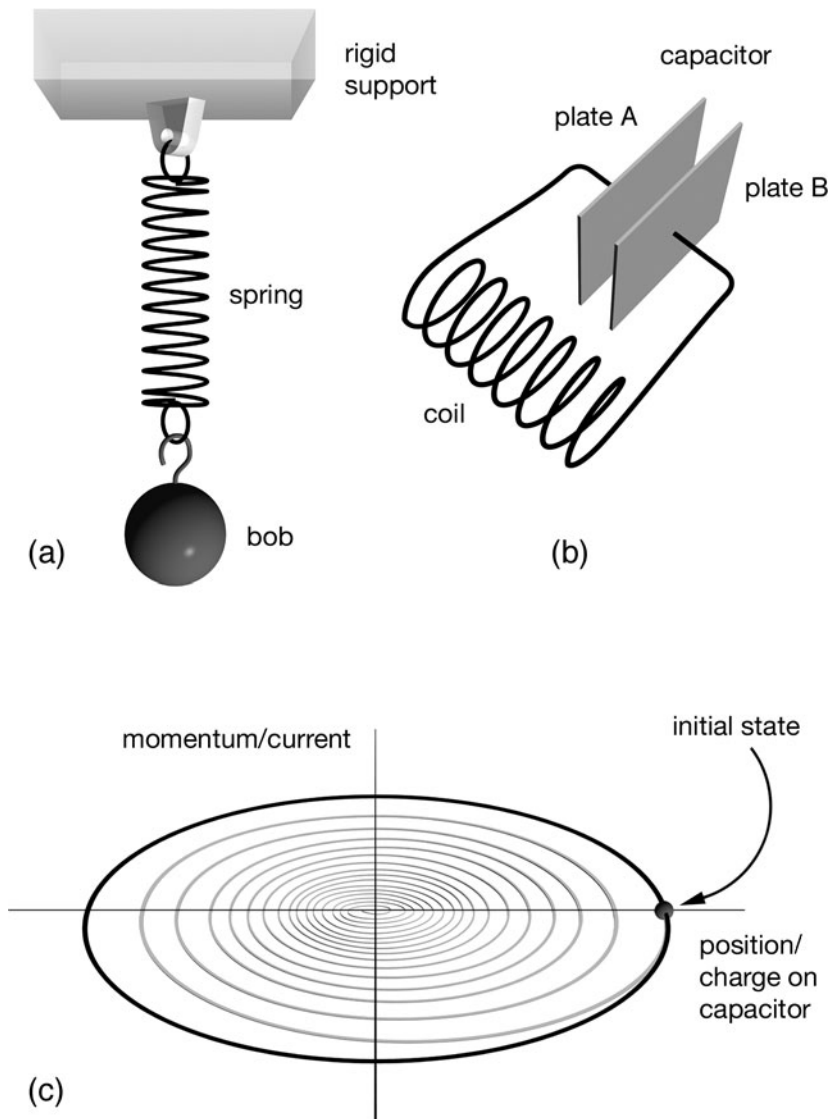 rigid
support
capacitor
plate A
plate B
spring
coil
bob
(a)
(b)
momentum/current
initial state
position/
charge on
capacitor
(c)